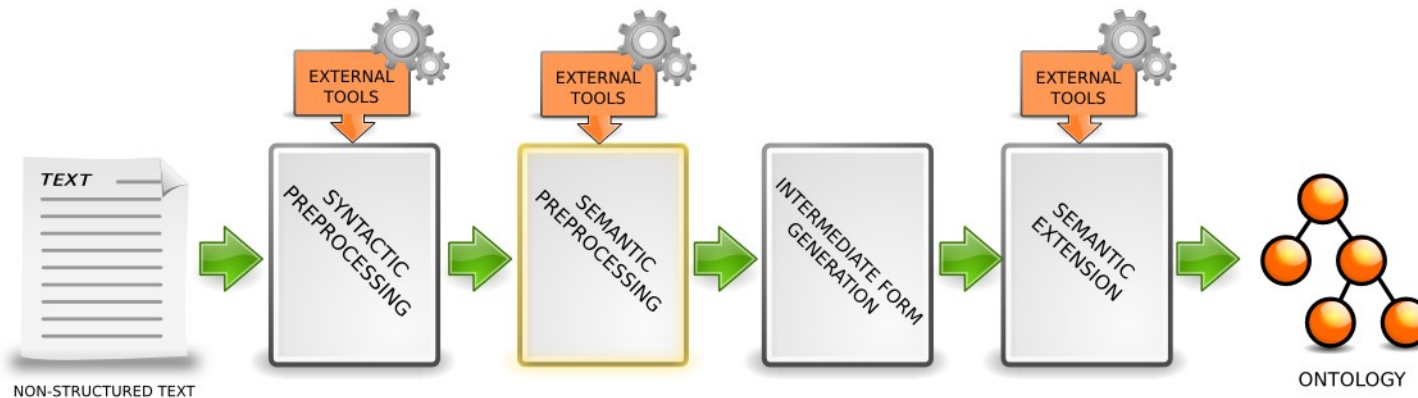 EXTERNAL
TOOLS
EXTERNAL
TOOLS
EXTERNAL
TOOLS
TEXT
SYNTACTIC
PREPROCESSING
SEMANTIC
PREPROCESSING
INTERMEDIATE FORM
GENERATION
SEMANTIC
EXTENSION
NON-STRUCTURED TEXT
ONTOLOGY